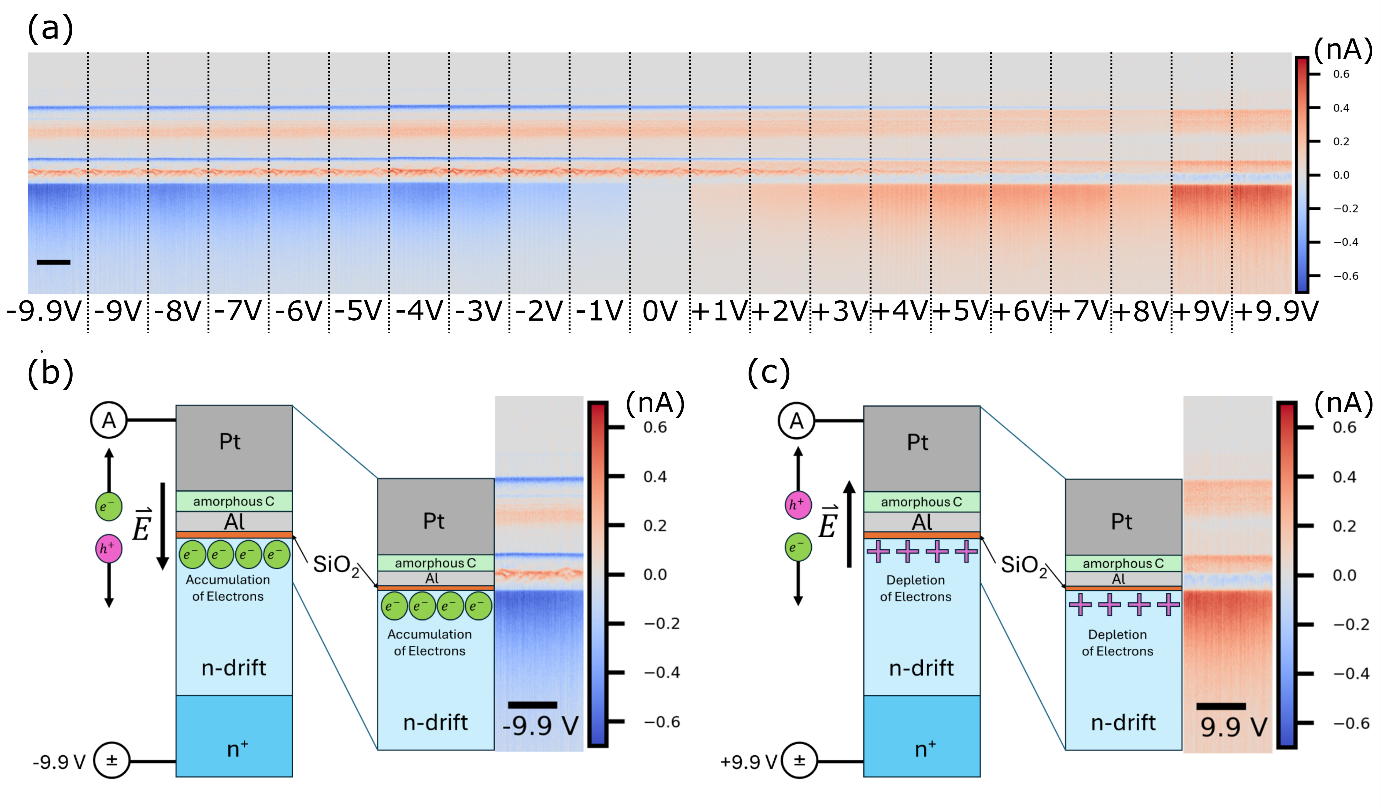 (a)
(nA)
0.6
0.4
0.2
0.0
−0.2
−0.4
−0.6
-9.9V -9V -8V -7V -6V -5V -4V -3V -2V -1V 0V +1V +2V +3V +4V +5V +6V +7V +8V +9V +9.9V
(b)
(nA)
A
Pt
e⁻
h⁺
E⃗
amorphous C
Al
e⁻ e⁻ e⁻ e⁻
Accumulation
of Electrons
n-drift
n⁺
-9.9 V
±
SiO₂
Pt
amorphous C
Al
e⁻ e⁻ e⁻ e⁻
Accumulation
of Electrons
n-drift
-9.9 V
0.6
0.4
0.2
0.0
−0.2
−0.4
−0.6
(c)
(nA)
A
Pt
h⁺
e⁻
E⃗
amorphous C
Al
+ + + +
Depletion
of Electrons
n-drift
n⁺
+9.9 V
±
SiO₂
Pt
amorphous C
Al
+ + + +
Depletion
of Electrons
n-drift
9.9 V
0.6
0.4
0.2
0.0
−0.2
−0.4
−0.6